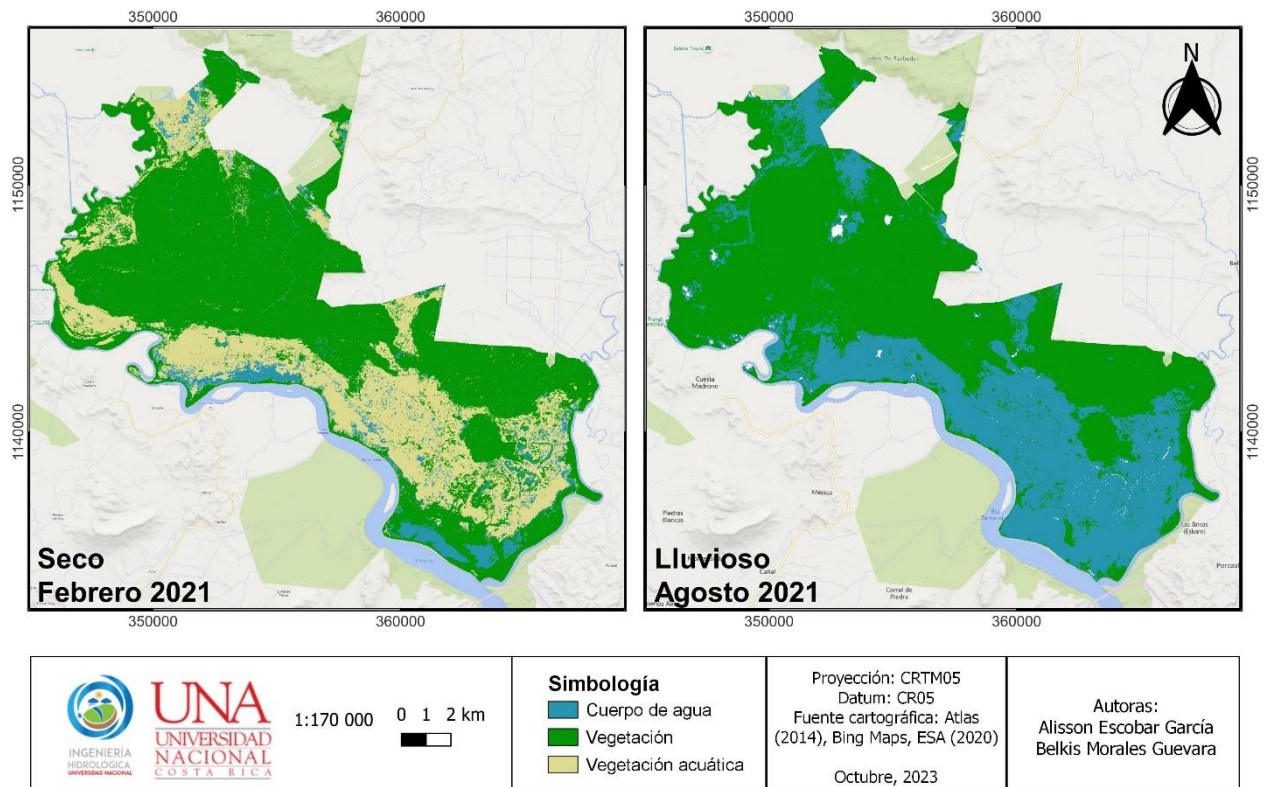 350000
360000
350000
360000
1150000
1140000
1150000
1140000
N
Cuesta
Madroño
México
Piedras
Blancas
Cañal
Corral de
Piedra
Las Brisas
(Eskameca)
Porozal
Seco
Febrero 2021
Lluvioso
Agosto 2021
350000
360000
350000
360000
INGENIERÍA
HIDROLÓGICA
UNIVERSIDAD NACIONAL
UNA
UNIVERSIDAD
NACIONAL
COSTA RICA
1:170 000
0 1 2 km
Simbología
Cuerpo de agua
Vegetación
Vegetación acuática
Proyección: CRTM05
Datum: CR05
Fuente cartográfica: Atlas
(2014), Bing Maps, ESA (2020)
Octubre, 2023
Autoras:
Alisson Escobar García
Belkis Morales Guevara